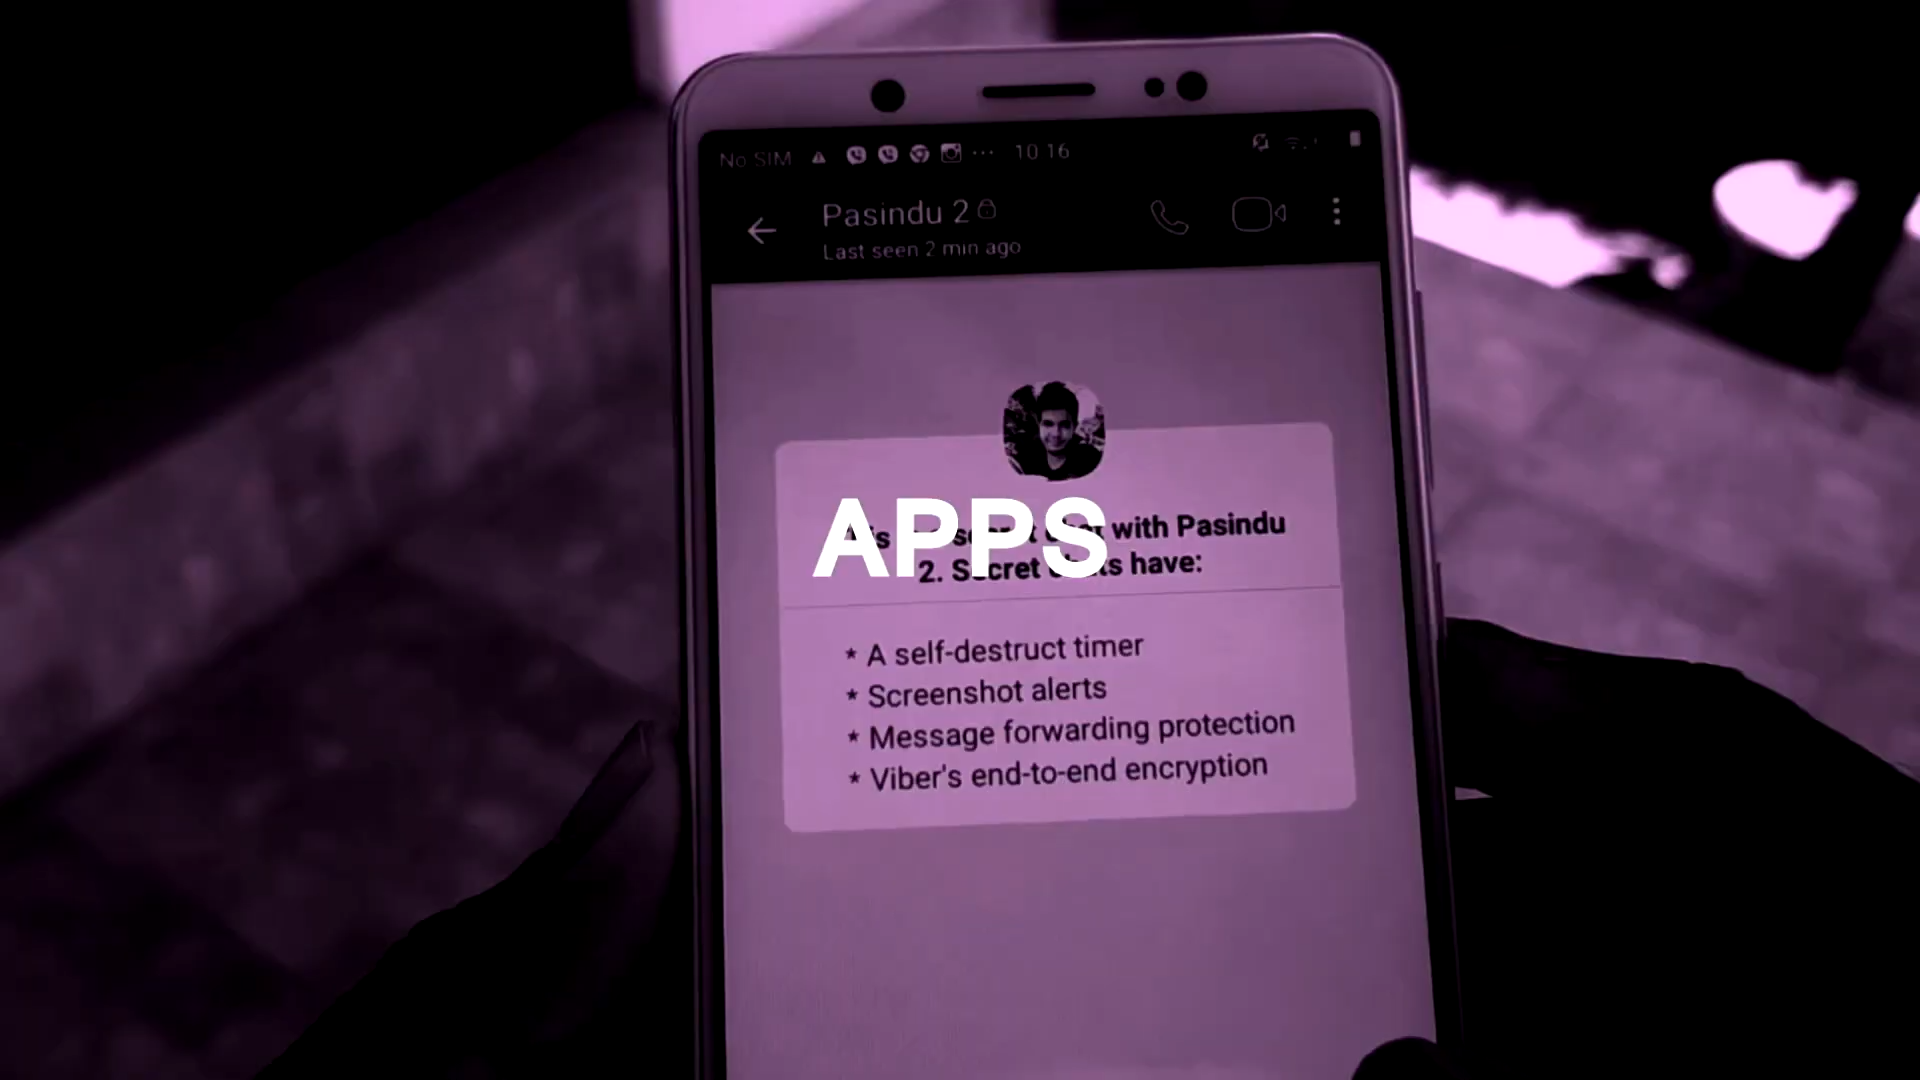 No SIM
10 16
Pasindu 2
Last seen 2 min ago
APPS
with Pasindu
2. Secret have:
* A self-destruct timer
* Screenshot alerts
* Message forwarding protection
* Viber's end-to-end encryption